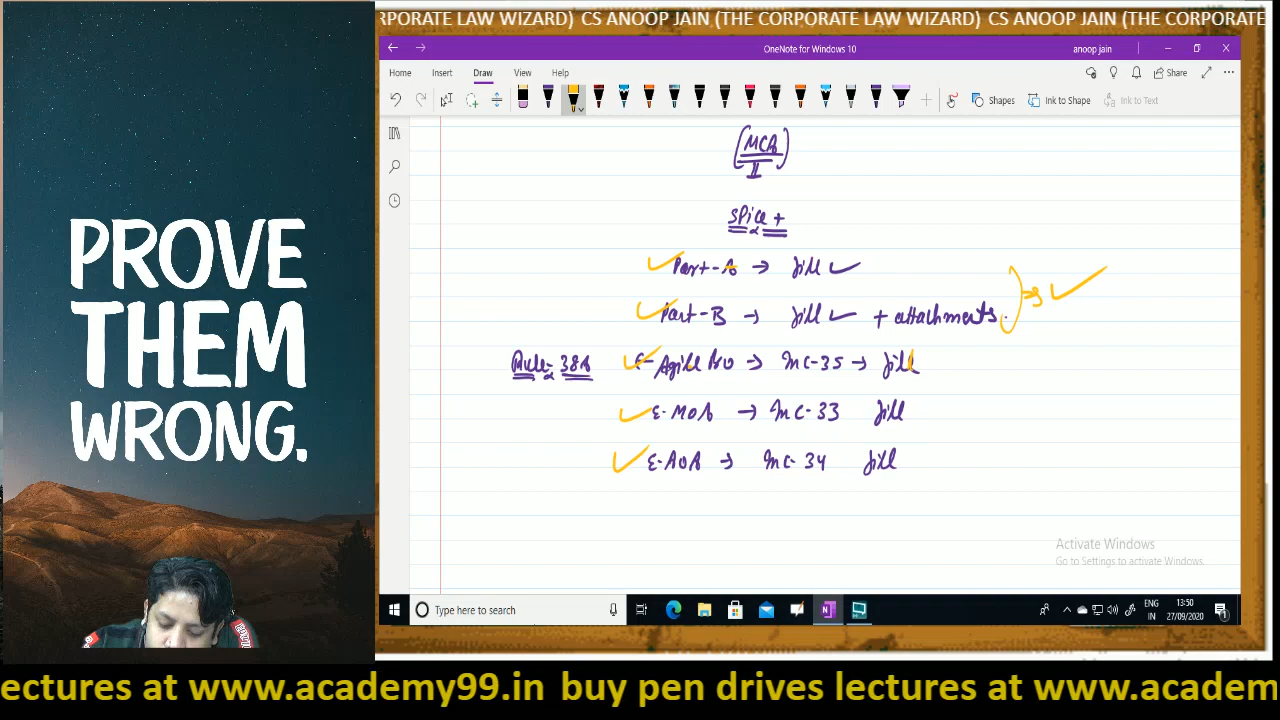 RPORATE LAW WIZARD) CS ANOOP JAIN (THE CORPORATE LAW WIZARD) CS ANOOP JAIN (THE CORPORATE
OneNote for Windows 10
anoop jain
Home Insert Draw View Help
Share
Shapes Ink to Shape Ink to Text
PROVE
THEM
WRONG.
(MCA)
SPice +
Part-A → fill
Part-B → fill + attachments.
Rule- 38A E-Agile Pro → INC-35 → fill
E-MOA → INC-33 fill
E-AOA → INC-34 fill
Activate Windows
Go to Settings to activate Windows.
Type here to search
ENG
IN
13:50
27/09/2020
ectures at www.academy99.in buy pen drives lectures at www.academ